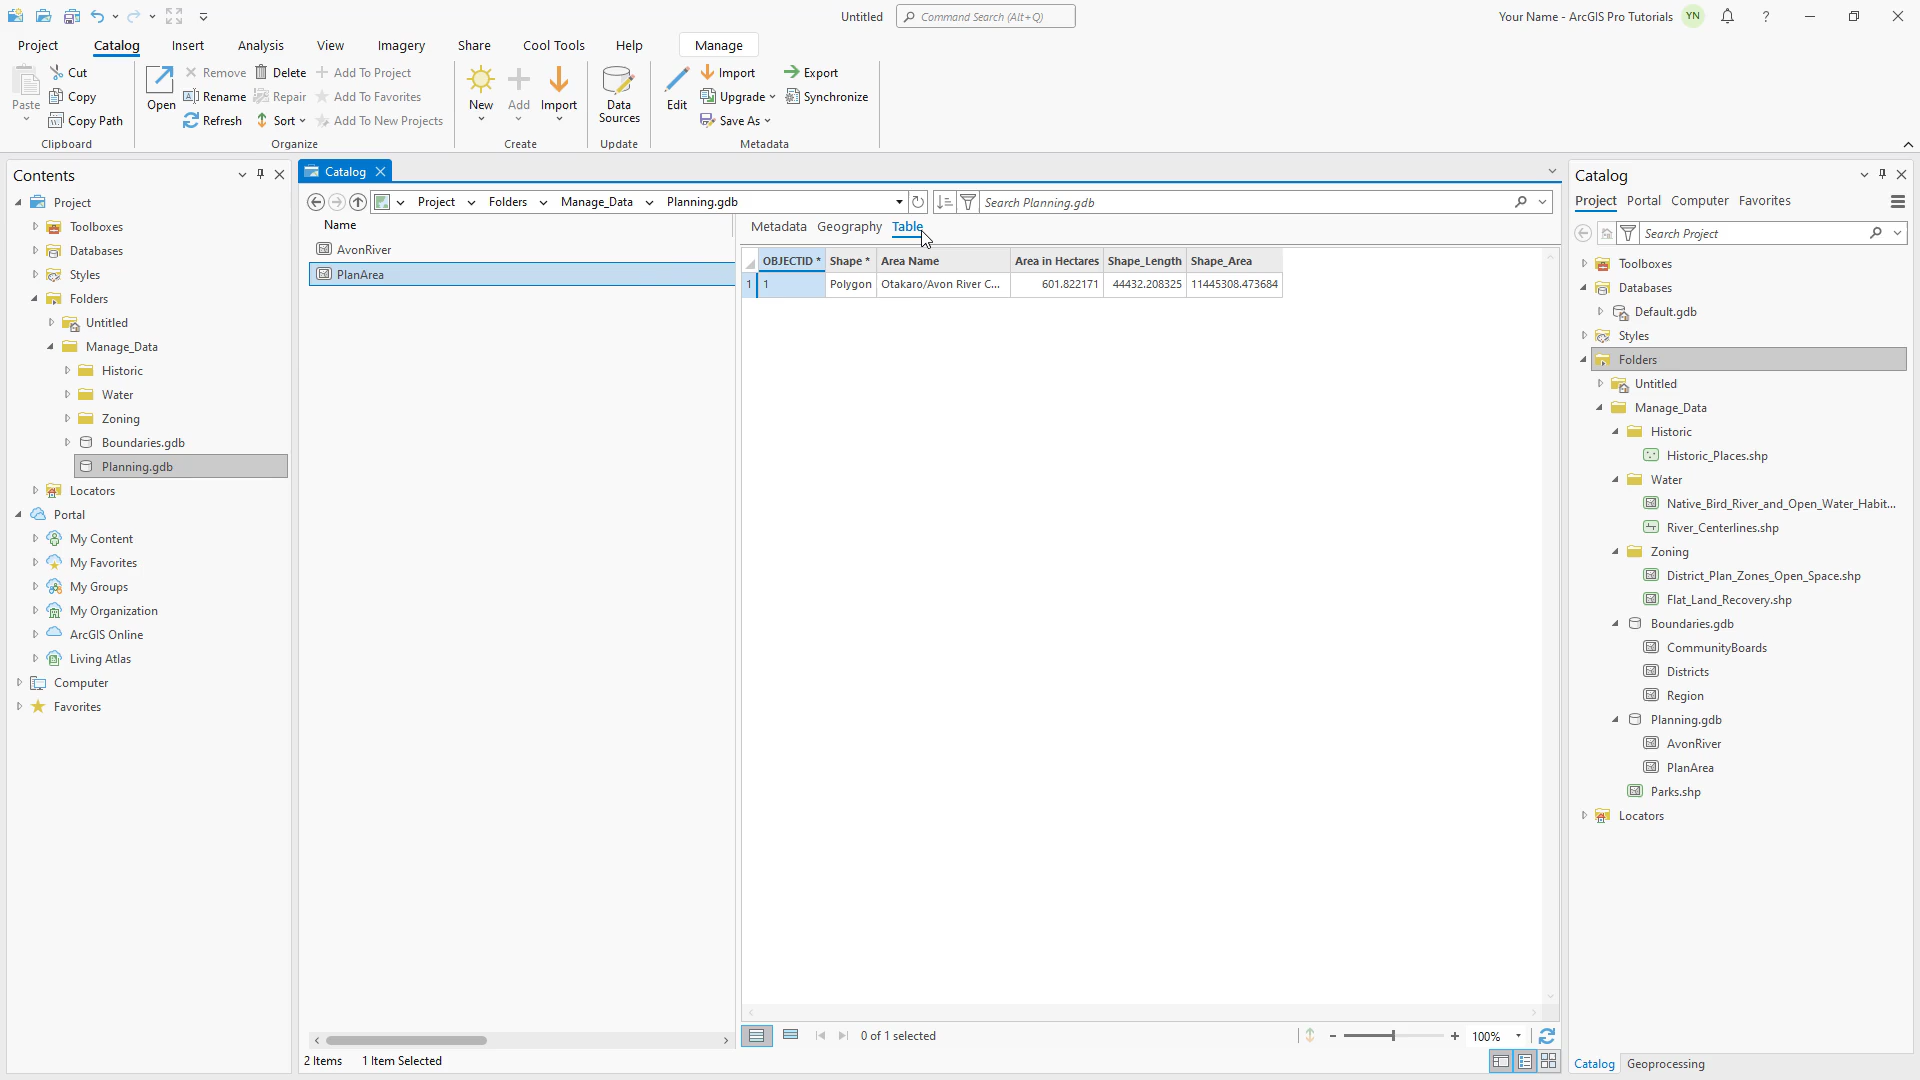 Untitled
Command Search (Alt+Q)
Your Name - ArcGIS Pro Tutorials
YN
?
Project
Catalog
Insert
Analysis
View
Imagery
Share
Cool Tools
Help
Manage
Paste
Cut
Copy
Copy Path
Clipboard
Open
Remove
Delete
Add To Project
Rename
Repair
Add To Favorites
Refresh
Sort
Add To New Projects
Organize
New
Add
Import
Create
Data
Sources
Update
Edit
Import
Export
Upgrade
Synchronize
Save As
Metadata
Contents
Project
Toolboxes
Databases
Styles
Folders
Untitled
Manage_Data
Historic
Water
Zoning
Boundaries.gdb
Planning.gdb
Locators
Portal
My Content
My Favorites
My Groups
My Organization
ArcGIS Online
Living Atlas
Computer
Favorites
Catalog
Project
Folders
Manage_Data
Planning.gdb
Search Planning.gdb
Name
AvonRiver
PlanArea
2 Items 1 Item Selected
Metadata Geography Table
OBJECTID * Shape * Area Name Area in Hectares Shape_Length Shape_Area
1 1 Polygon Otakaro/Avon River C... 601.822171 44432.208325 11445308.473684
0 of 1 selected
100%
Catalog
Project Portal Computer Favorites
Search Project
Toolboxes
Databases
Default.gdb
Styles
Folders
Untitled
Manage_Data
Historic
Historic_Places.shp
Water
Native_Bird_River_and_Open_Water_Habit...
River_Centerlines.shp
Zoning
District_Plan_Zones_Open_Space.shp
Flat_Land_Recovery.shp
Boundaries.gdb
CommunityBoards
Districts
Region
Planning.gdb
AvonRiver
PlanArea
Parks.shp
Locators
Catalog Geoprocessing